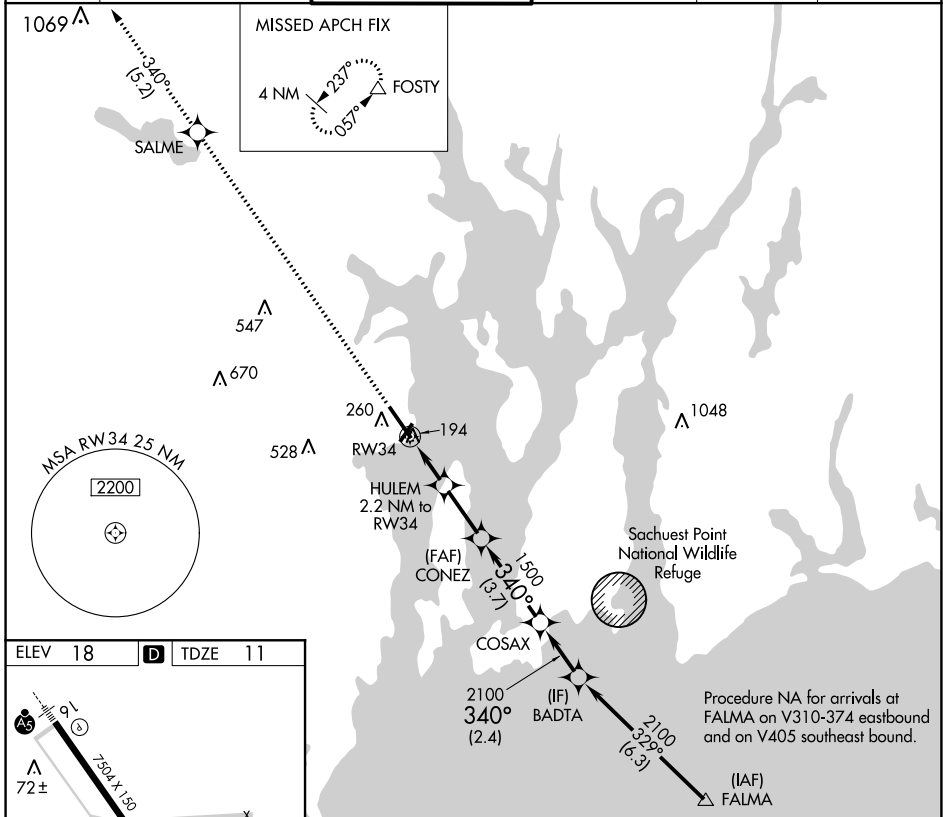 1069
340°
(5.2)
SALME
MISSED APCH FIX
4 NM
237°
057°
FOSTY
547
670
528
260
194
RW34
1048
MSA RW34 25 NM
2200
HULEM
2.2 NM to
RW34
(FAF)
CONEZ
1500
340°
(3.7)
COSAX
Sachuest Point
National Wildlife
Refuge
2100
340°
(2.4)
(IF)
BADTA
2100
329°
(6.3)
(IAF)
FALMA
Procedure NA for arrivals at
FALMA on V310-374 eastbound
and on V405 southeast bound.
ELEV 18 D TDZE 11
A5
16
P
72±
7504 X 150
X